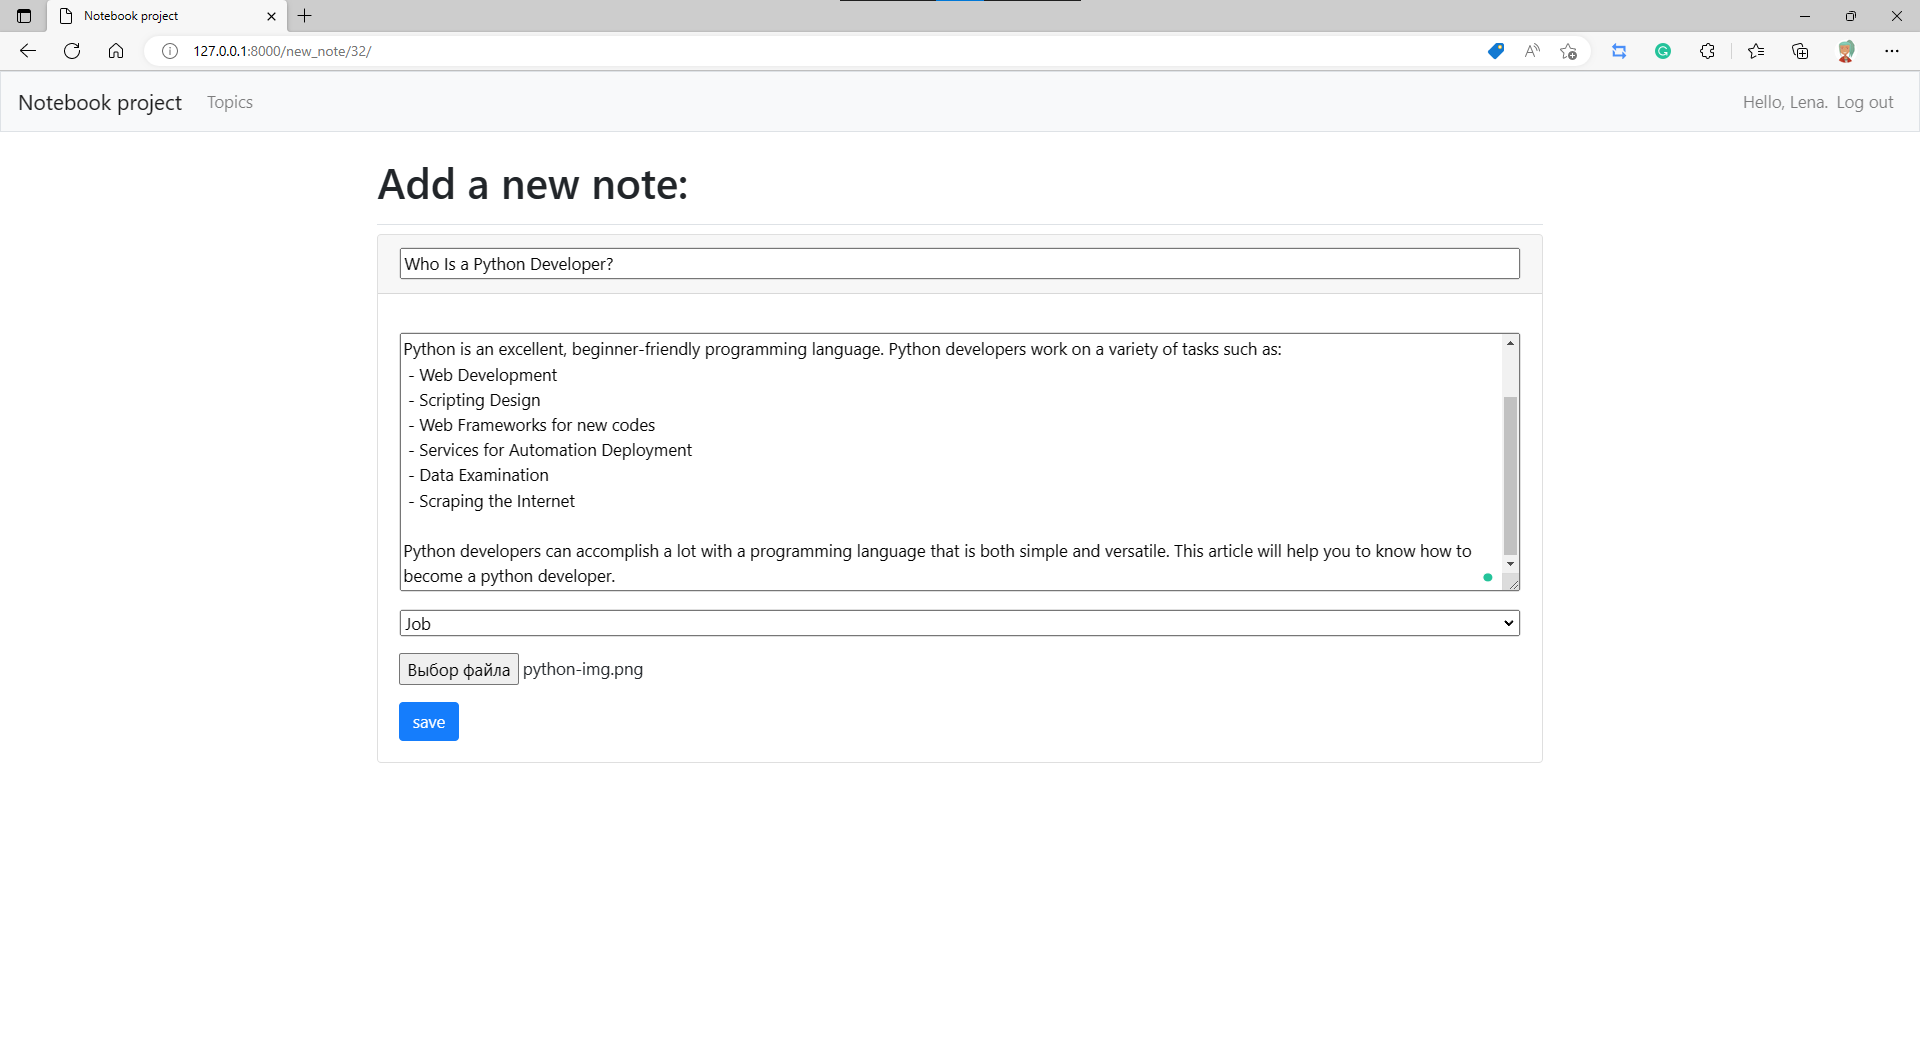 Notebook project
127.0.0.1:8000/new_note/32/
Notebook project Topics Hello, Lena. Log out
Add a new note:
Who Is a Python Developer?
Python is an excellent, beginner-friendly programming language. Python developers work on a variety of tasks such as:
- Web Development
- Scripting Design
- Web Frameworks for new codes
- Services for Automation Deployment
- Data Examination
- Scraping the Internet
Python developers can accomplish a lot with a programming language that is both simple and versatile. This article will help you to know how to
become a python developer.
Job
Выбор файла python-img.png
save